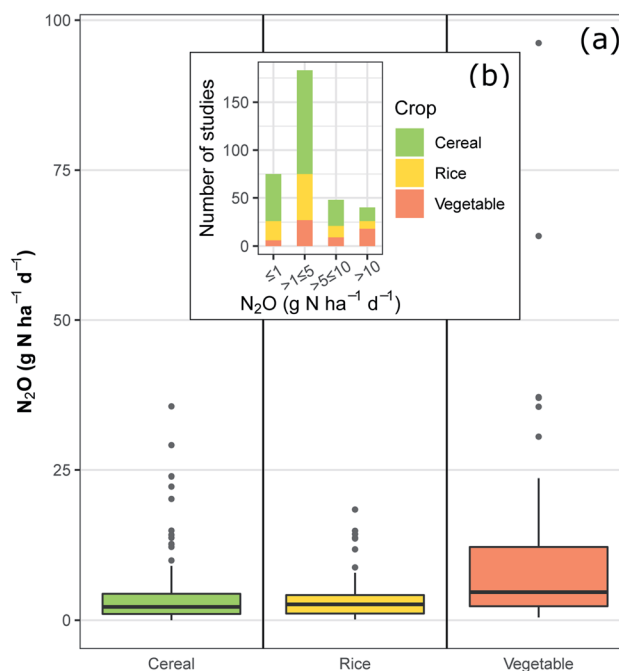 100
(a)
(b)
150
Number of studies
Crop
Cereal
100
Rice
50
Vegetable
0
≤1
>1≤5
>5≤10
>10
N₂O (g N ha⁻¹ d⁻¹)
75
50
N₂O (g N ha⁻¹ d⁻¹)
25
0
Cereal
Rice
Vegetable